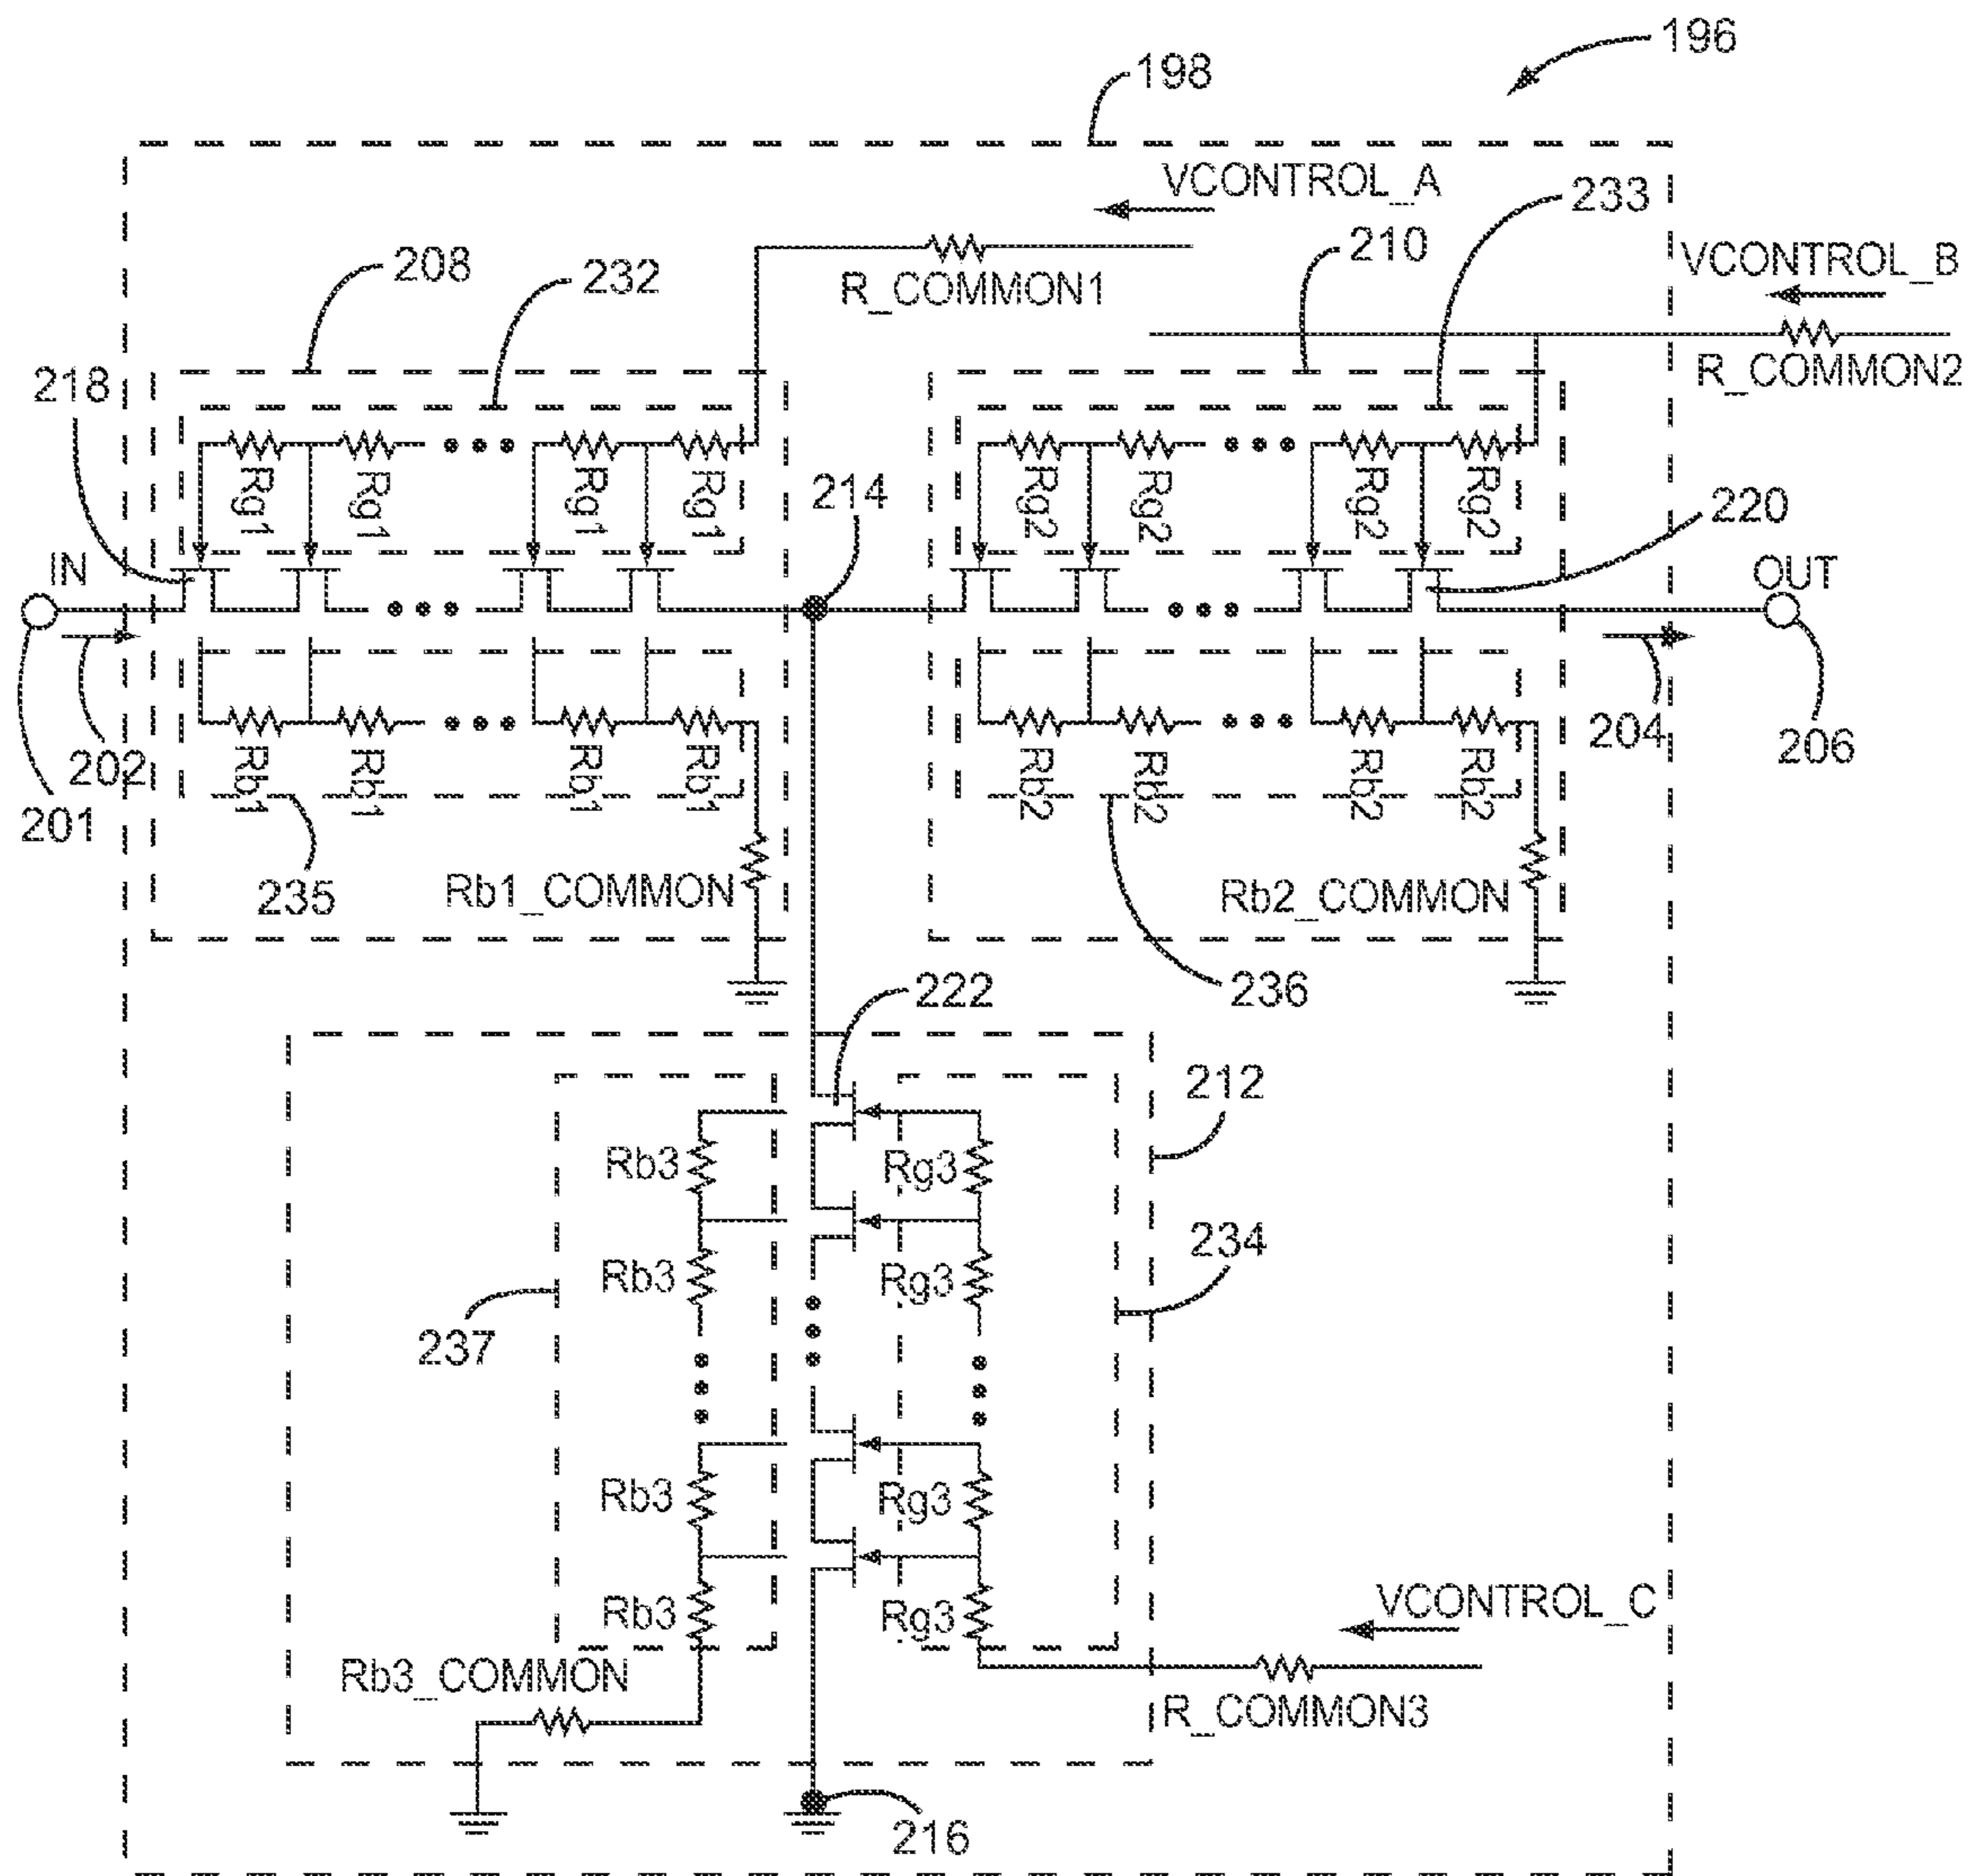 196
198
VCONTROL_A
233
208
232
R_COMMON1
210
VCONTROL_B
R_COMMON2
218
Rg1 Rg1 Rg1 Rg1
214
Rg2 Rg2 Rg2 Rg2
220
IN
OUT
202
201
Rb1 Rb1 Rb1 Rb1
Rb2 Rb2 Rb2 Rb2
204
206
235
Rb1_COMMON
Rb2_COMMON
236
222
212
Rb3
Rg3
234
Rb3
Rg3
237
Rb3
Rg3
Rb3
Rg3
VCONTROL_C
Rb3_COMMON
R_COMMON3
216